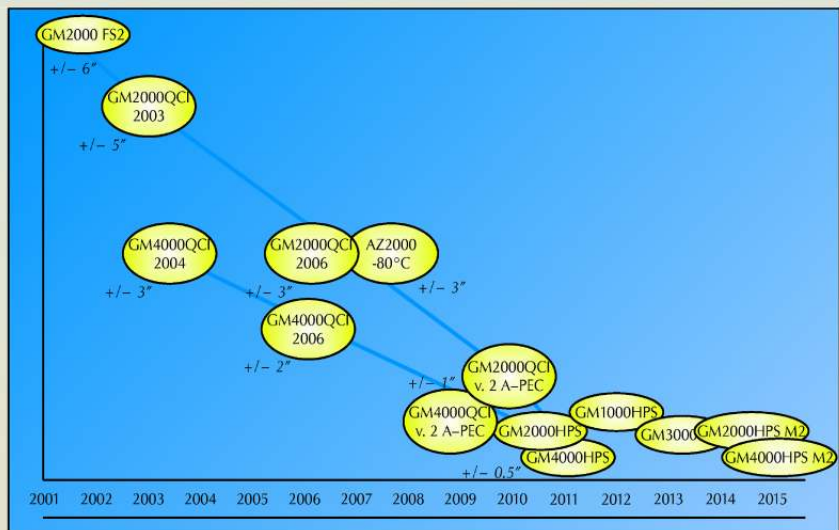 GM2000 FS2
+/– 6″
GM2000QCI
2003
+/– 5″
GM4000QCI
2004
+/– 3″
GM2000QCI
2006
+/– 3″
AZ2000
-80°C
+/– 3″
GM4000QCI
2006
+/– 2″
GM2000QCI
v. 2 A–PEC
+/– 1″
GM4000QCI
v. 2 A–PEC
GM2000HPS
GM1000HPS
GM3000
GM2000HPS M2
GM4000HPS
GM4000HPS M2
+/– 0.5″
2001 2002 2003 2004 2005 2006 2007 2008 2009 2010 2011 2012 2013 2014 2015